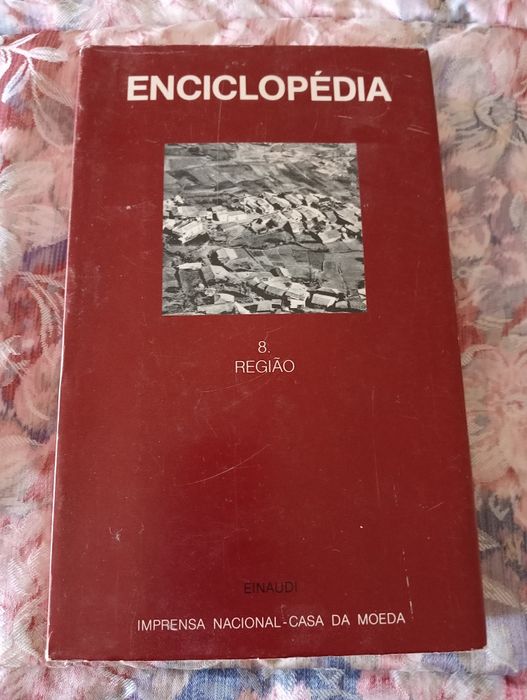 ENCICLOPÉDIA
8.
REGIÃO
EINAUDI
IMPRENSA NACIONAL-CASA DA MOEDA